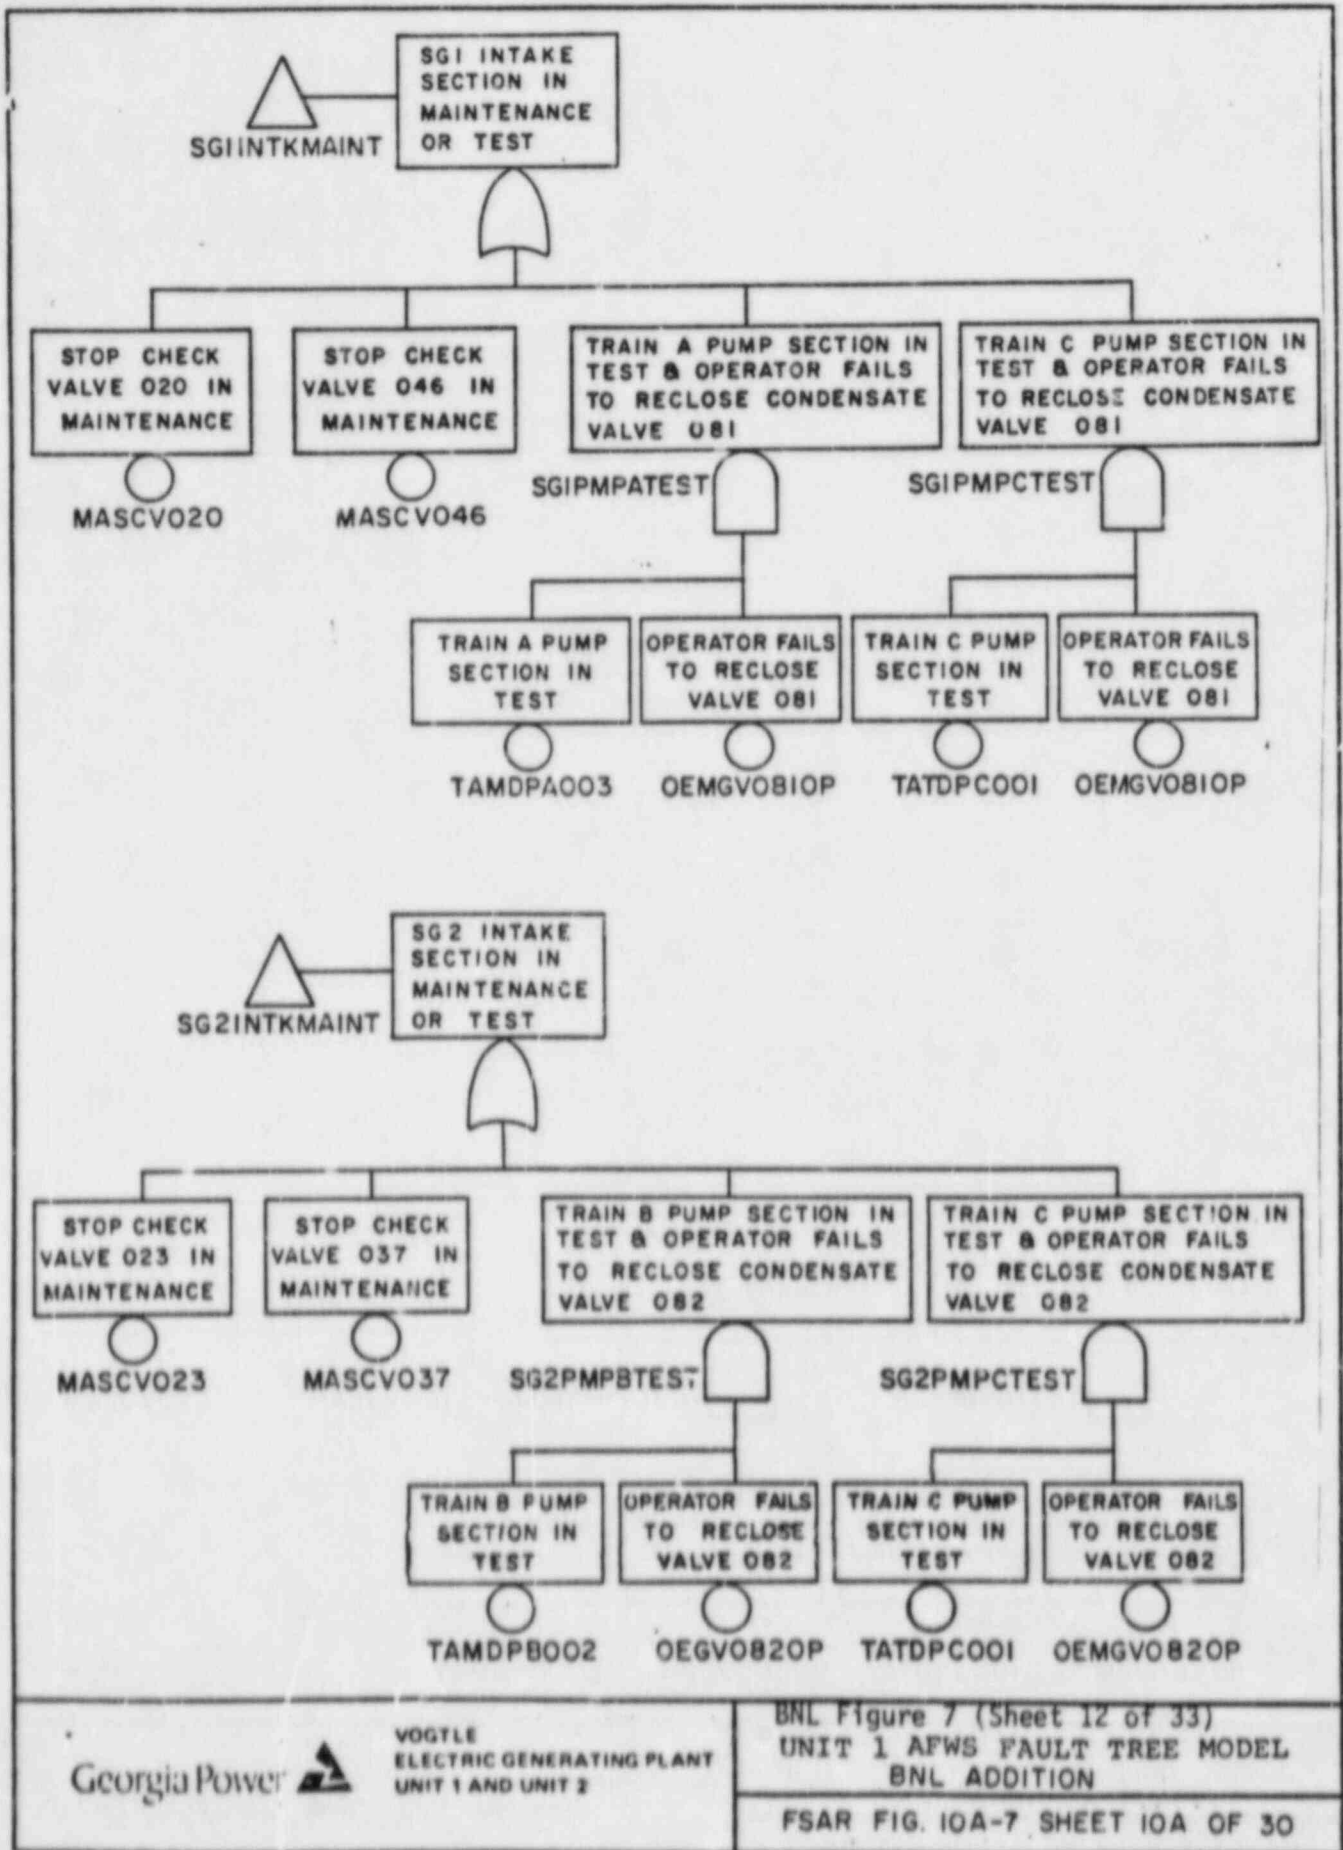 SG1 INTAKE
SECTION IN
MAINTENANCE
OR TEST
SG1INTKMAINT
STOP CHECK
VALVE 020 IN
MAINTENANCE
MASCV020
STOP CHECK
VALVE 046 IN
MAINTENANCE
MASCV046
TRAIN A PUMP SECTION IN
TEST & OPERATOR FAILS
TO RECLOSE CONDENSATE
VALVE 081
SG1PMPATEST
TRAIN C PUMP SECTION IN
TEST & OPERATOR FAILS
TO RECLOSE CONDENSATE
VALVE 081
SG1PMPCTEST
TRAIN A PUMP
SECTION IN
TEST
TAMDPA003
OPERATOR FAILS
TO RECLOSE
VALVE 081
OEMGV081OP
TRAIN C PUMP
SECTION IN
TEST
TATDPC001
OPERATOR FAILS
TO RECLOSE
VALVE 081
OEMGV081OP
SG2 INTAKE
SECTION IN
MAINTENANCE
OR TEST
SG2INTKMAINT
STOP CHECK
VALVE 023 IN
MAINTENANCE
MASCV023
STOP CHECK
VALVE 037 IN
MAINTENANCE
MASCV037
TRAIN B PUMP SECTION IN
TEST & OPERATOR FAILS
TO RECLOSE CONDENSATE
VALVE 082
SG2PMPBTEST
TRAIN C PUMP SECTION IN
TEST & OPERATOR FAILS
TO RECLOSE CONDENSATE
VALVE 082
SG2PMPCTEST
TRAIN B PUMP
SECTION IN
TEST
TAMDPB002
OPERATOR FAILS
TO RECLOSE
VALVE 082
OEGV082OP
TRAIN C PUMP
SECTION IN
TEST
TATDPC001
OPERATOR FAILS
TO RECLOSE
VALVE 082
OEMGV082OP
Georgia Power
VOGTLE
ELECTRIC GENERATING PLANT
UNIT 1 AND UNIT 2
BNL Figure 7 (Sheet 12 of 33)
UNIT 1 AFWS FAULT TREE MODEL
BNL ADDITION
FSAR FIG. 10A-7 SHEET 10A OF 30